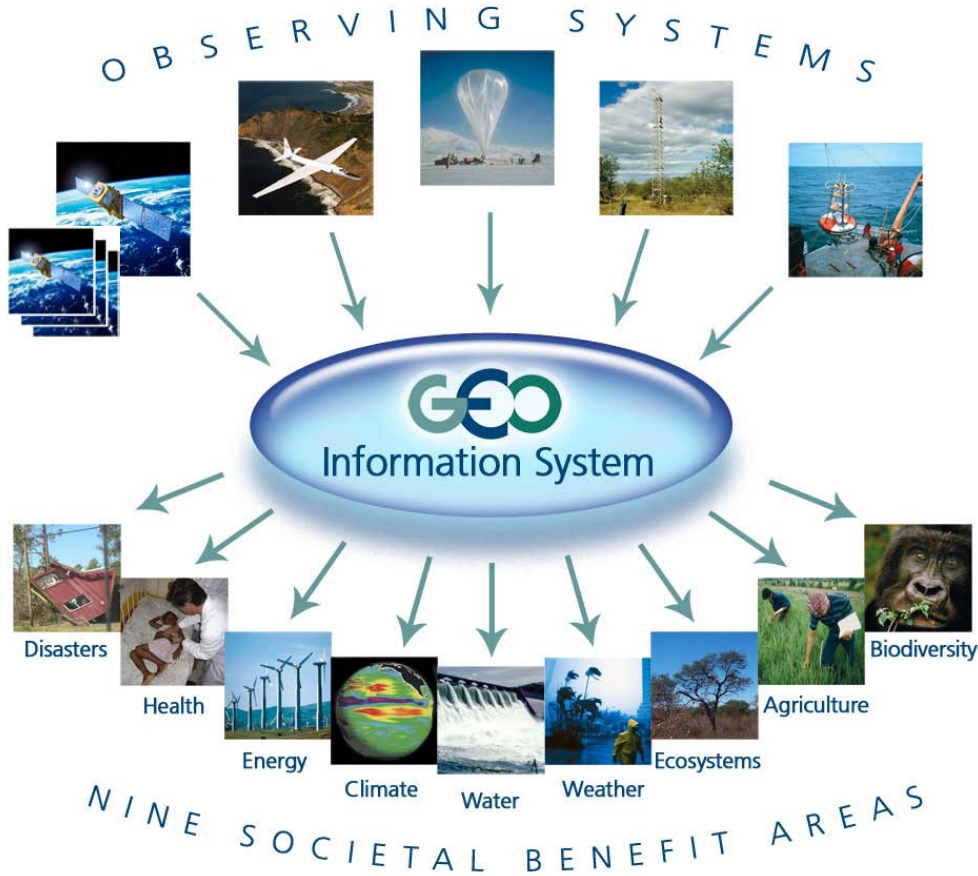 OBSERVING SYSTEMS
GEO
Information System
Disasters
Health
Energy
Climate
Water
Weather
Ecosystems
Agriculture
Biodiversity
NINE SOCIETAL BENEFIT AREAS